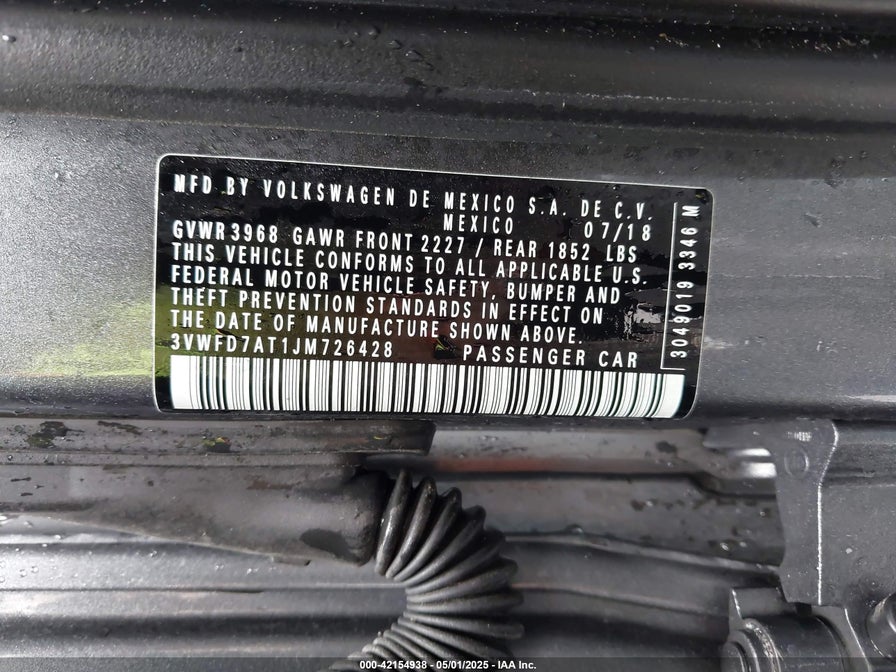 MFD BY VOLKSWAGEN DE MEXICO S.A. DE C.V.
MEXICO 07/18
GVWR 3968 GAWR FRONT 2227 / REAR 1852 LBS
THIS VEHICLE CONFORMS TO ALL APPLICABLE U.S.
FEDERAL MOTOR VEHICLE SAFETY, BUMPER AND
THEFT PREVENTION STANDARDS IN EFFECT ON
THE DATE OF MANUFACTURE SHOWN ABOVE.
3VWFD7AT1JM726428 PASSENGER CAR
3049019 3346 M
000-42154938 - 05/01/2025 - IAA Inc.